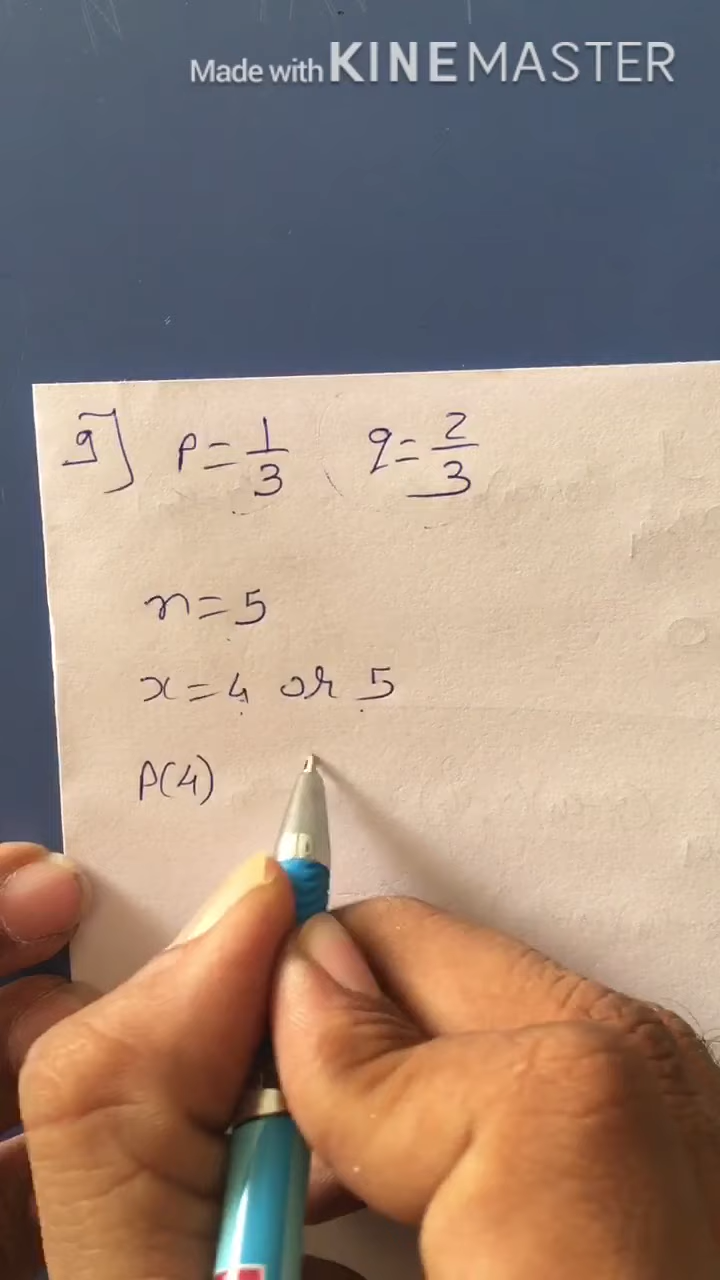 Made with KINEMASTER
9] P = 1/3 q = 2/3
n = 5
x = 4 or 5
P(4)